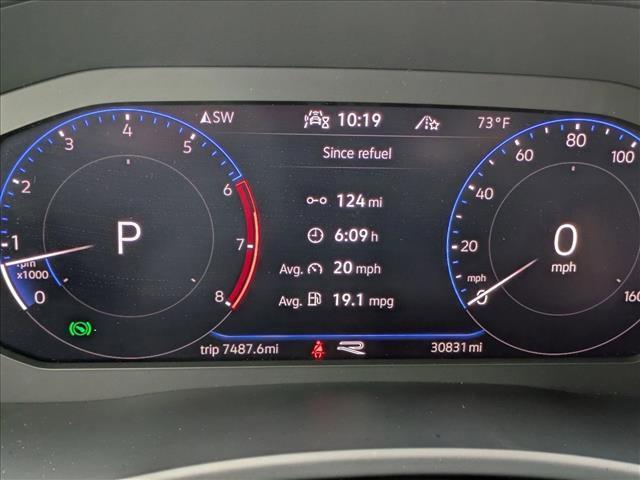 SW 10:19 73°F
Since refuel
124 mi
6:09 h
Avg. 20 mph
Avg. 19.1 mpg
trip 7487.6mi 30831 mi
P
0
1
2
3
4
5
6
7
8
rpm
x1000
0
mph
0
20
40
60
80
100
160
mph